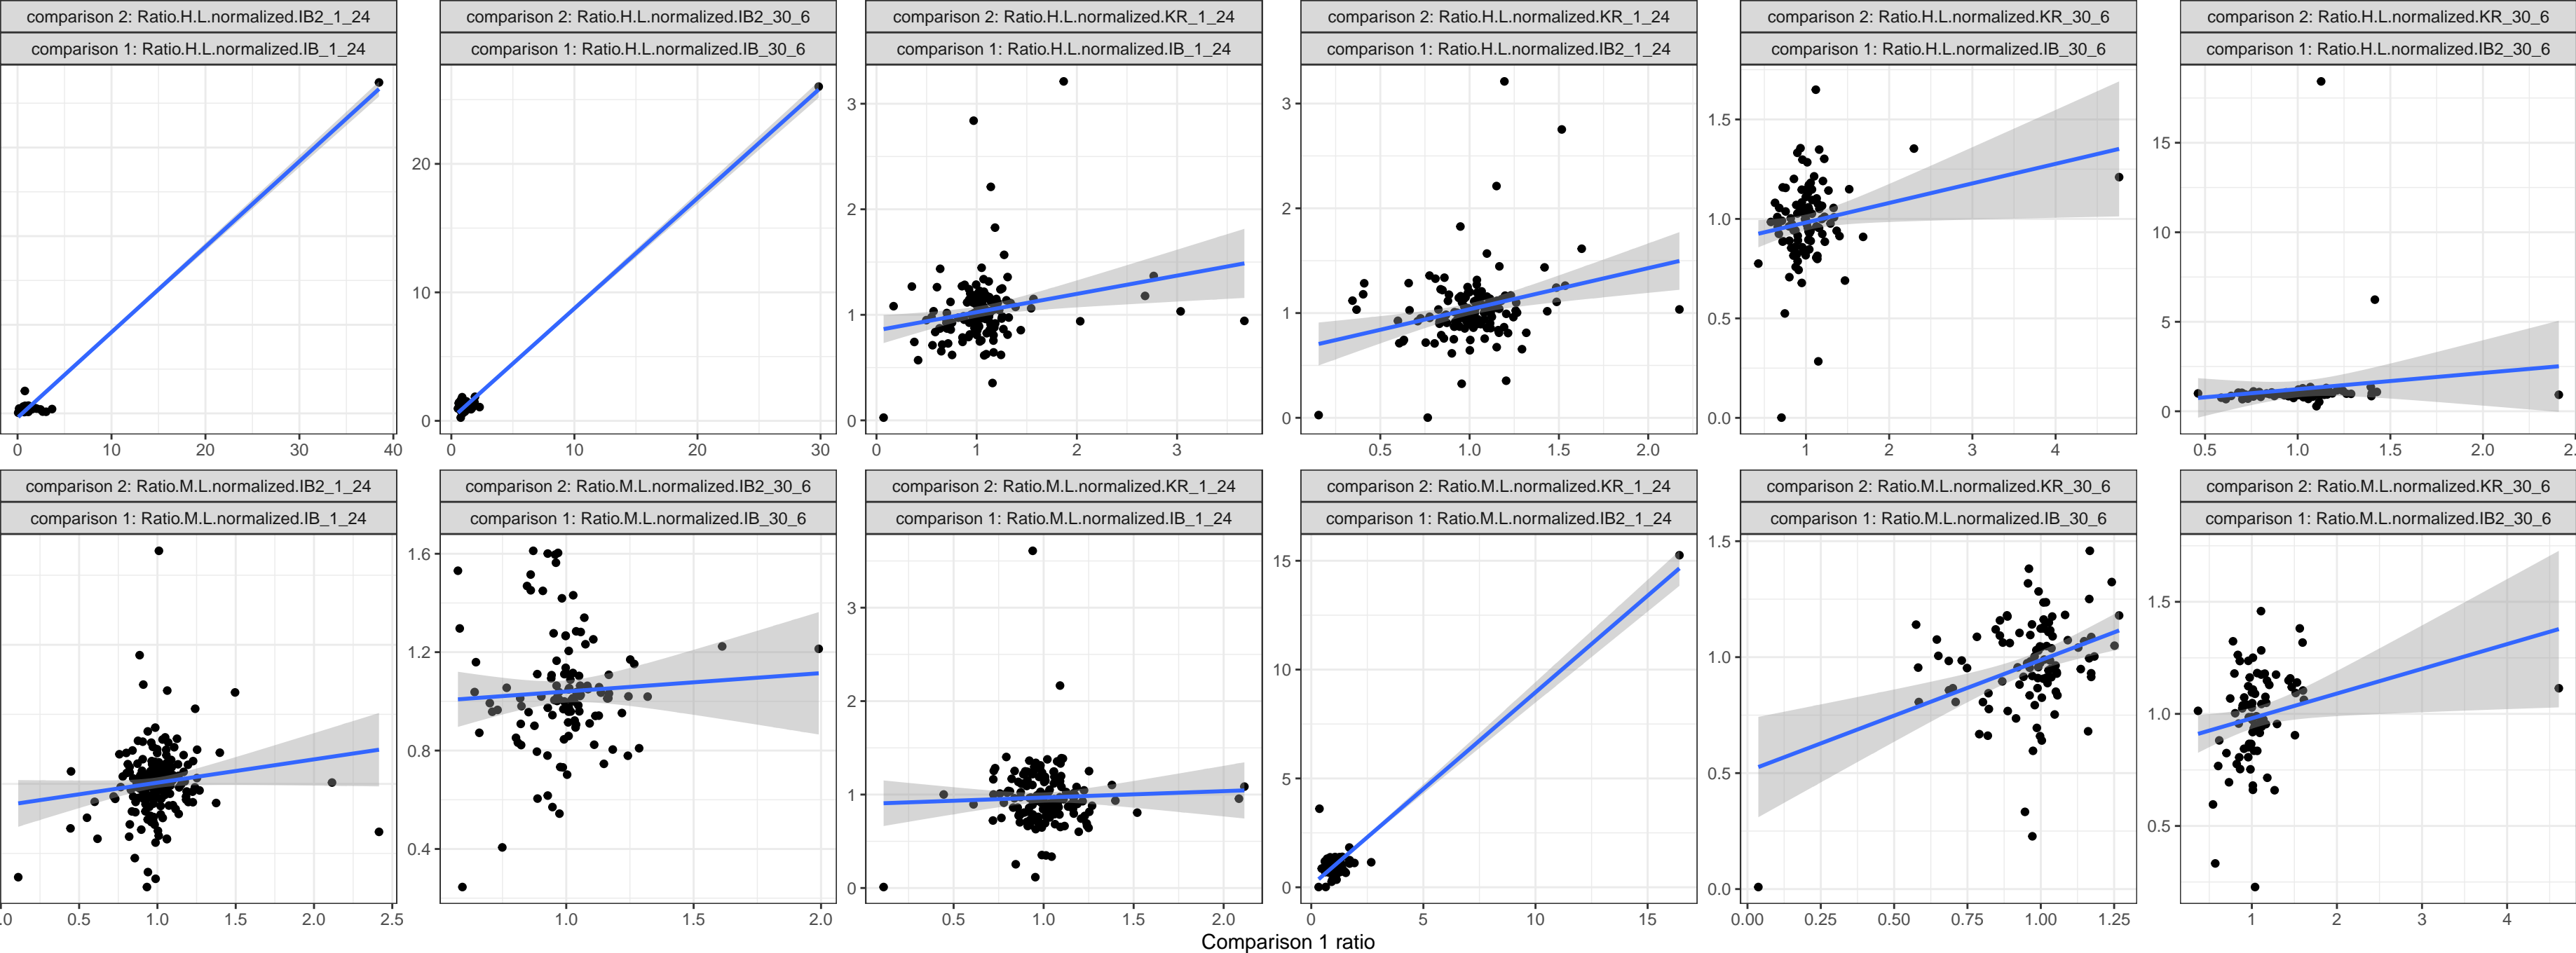 comparison 2: Ratio.H.L.normalized.IB2_1_24
comparison 1: Ratio.H.L.normalized.IB_1_24
0 10 20 30 40
comparison 2: Ratio.H.L.normalized.IB2_30_6
comparison 1: Ratio.H.L.normalized.IB_30_6
20
10
0
0 10 20 30
comparison 2: Ratio.H.L.normalized.KR_1_24
comparison 1: Ratio.H.L.normalized.IB_1_24
3
2
1
0
0 1 2 3
comparison 2: Ratio.H.L.normalized.KR_1_24
comparison 1: Ratio.H.L.normalized.IB2_1_24
3
2
1
0
0.5 1.0 1.5 2.0
comparison 2: Ratio.H.L.normalized.KR_30_6
comparison 1: Ratio.H.L.normalized.IB_30_6
1.5
1.0
0.5
0.0
1 2 3 4
comparison 2: Ratio.H.L.normalized.KR_30_6
comparison 1: Ratio.H.L.normalized.IB2_30_6
15
10
5
0
0.5 1.0 1.5 2.0
comparison 2: Ratio.M.L.normalized.IB2_1_24
comparison 1: Ratio.M.L.normalized.IB_1_24
0.5 1.0 1.5 2.0 2.5
comparison 2: Ratio.M.L.normalized.IB2_30_6
comparison 1: Ratio.M.L.normalized.IB_30_6
1.6
1.2
0.8
0.4
1.0 1.5 2.0
comparison 2: Ratio.M.L.normalized.KR_1_24
comparison 1: Ratio.M.L.normalized.IB_1_24
3
2
1
0
0.5 1.0 1.5 2.0
comparison 2: Ratio.M.L.normalized.KR_1_24
comparison 1: Ratio.M.L.normalized.IB2_1_24
15
10
5
0
0 5 10 15
comparison 2: Ratio.M.L.normalized.KR_30_6
comparison 1: Ratio.M.L.normalized.IB_30_6
1.5
1.0
0.5
0.0
0.00 0.25 0.50 0.75 1.00 1.25
comparison 2: Ratio.M.L.normalized.KR_30_6
comparison 1: Ratio.M.L.normalized.IB2_30_6
1.5
1.0
0.5
1 2 3 4
Comparison 1 ratio